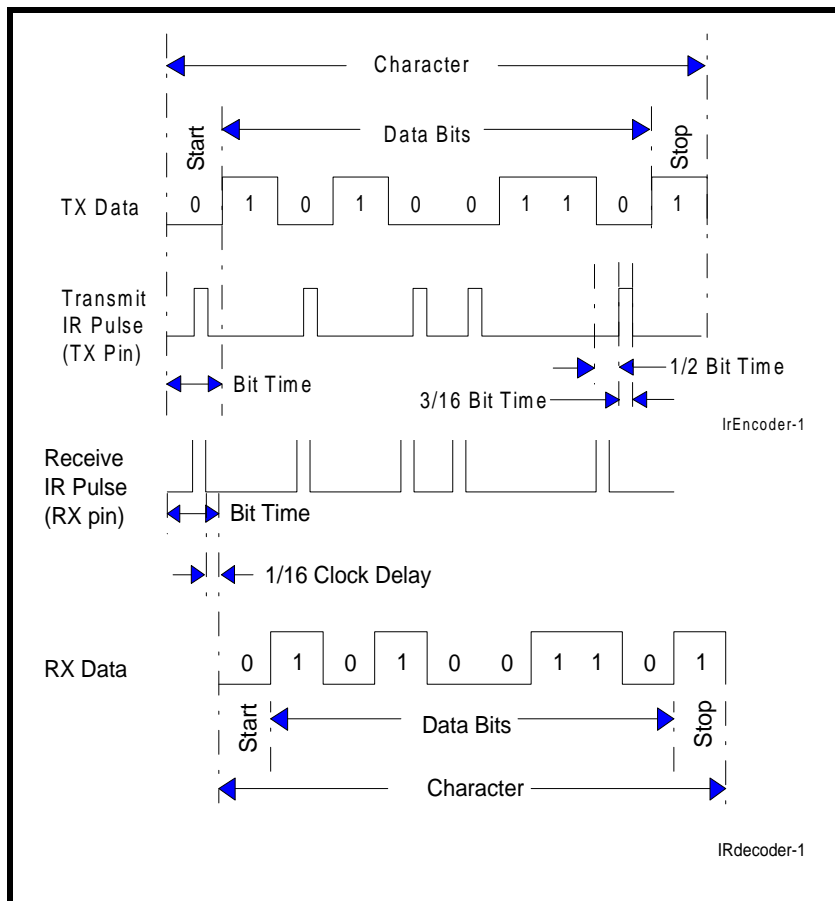 Character
Start
Data Bits
Stop
TX Data
0 1 0 1 0 0 1 1 0 1
Transmit
IR Pulse
(TX Pin)
Bit Time
1/2 Bit Time
3/16 Bit Time
IrEncoder-1
Receive
IR Pulse
(RX pin)
Bit Time
1/16 Clock Delay
RX Data
0 1 0 1 0 0 1 1 0 1
Start
Data Bits
Stop
Character
IRdecoder-1